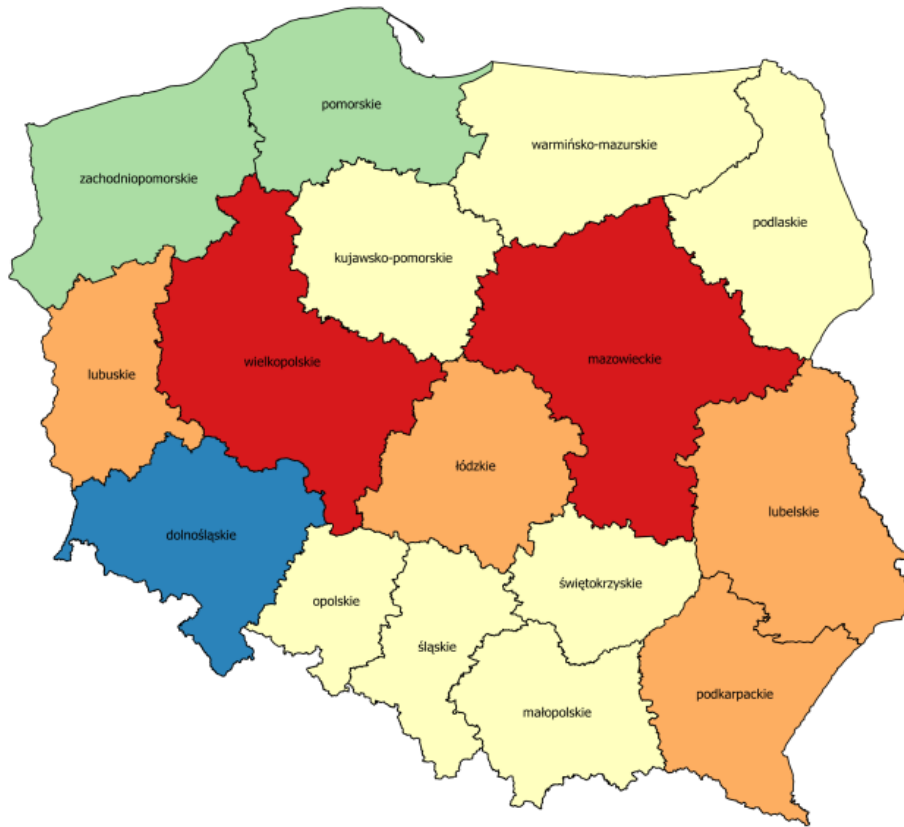 pomorskie
warmińsko-mazurskie
zachodniopomorskie
podlaskie
kujawsko-pomorskie
mazowieckie
wielkopolskie
lubuskie
łódzkie
lubelskie
dolnośląskie
świętokrzyskie
opolskie
śląskie
podkarpackie
małopolskie